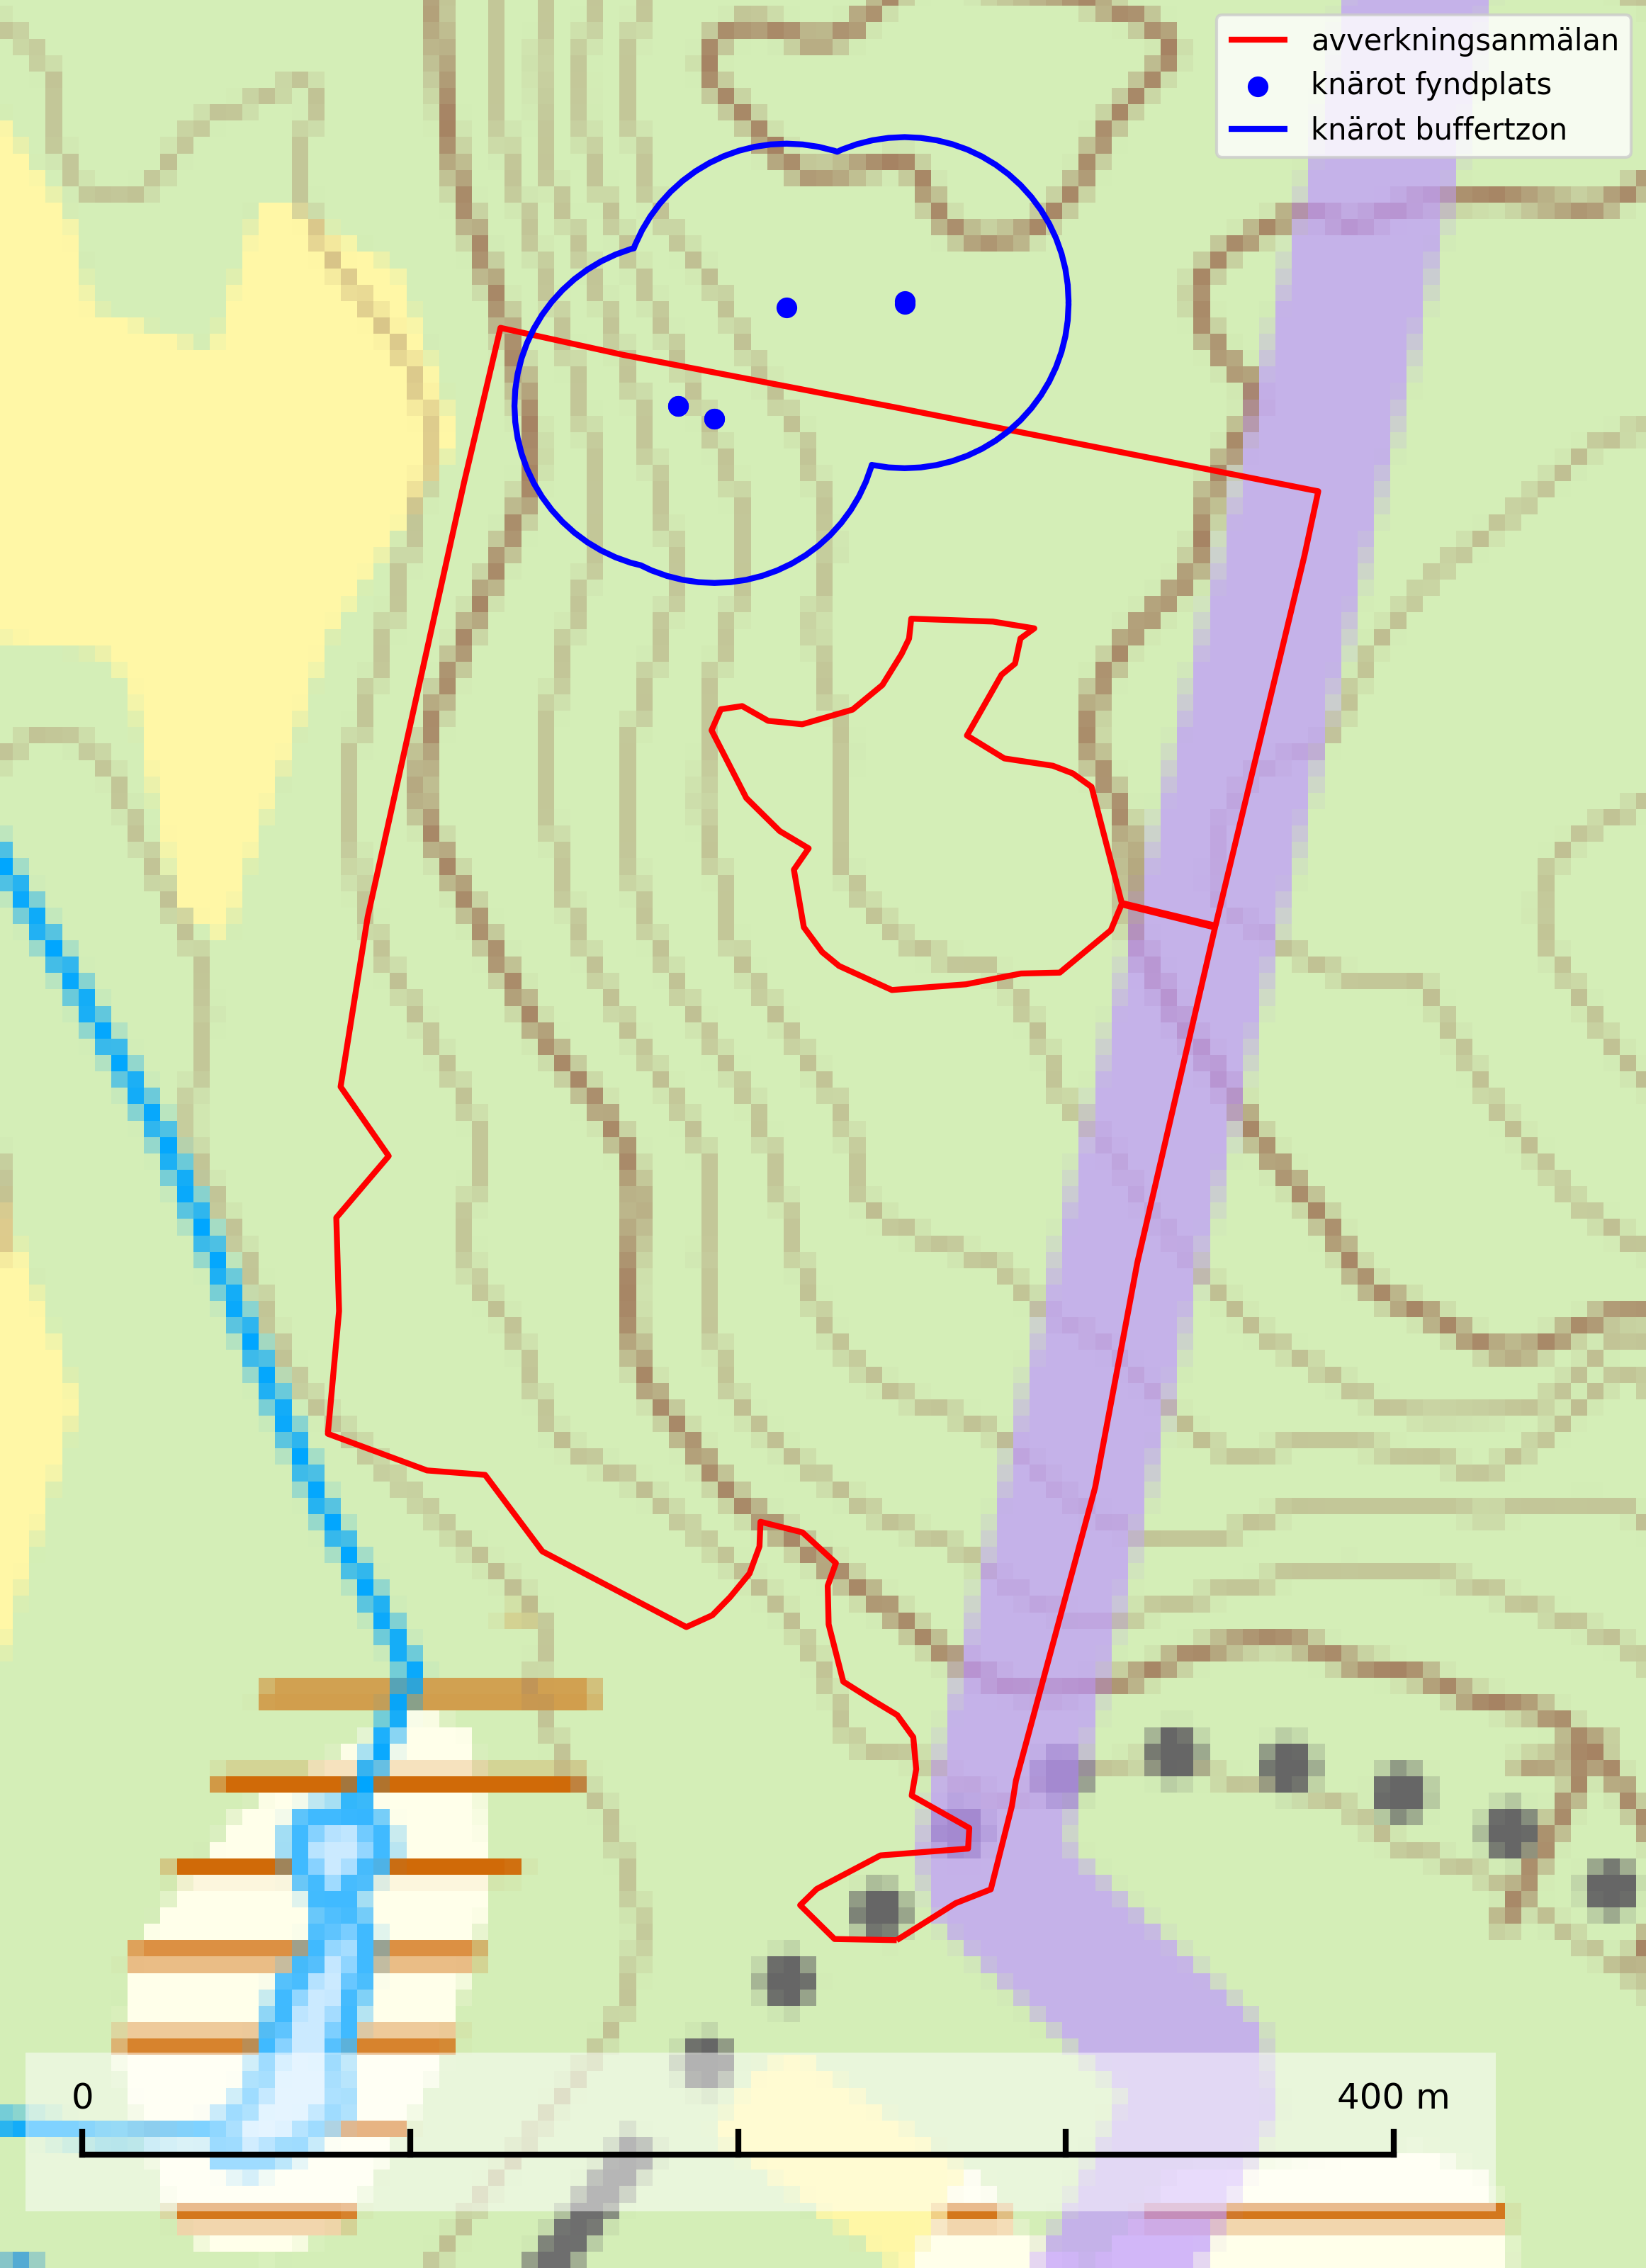 avverkningsanmälan
knärot fyndplats
knärot buffertzon
0 400 m